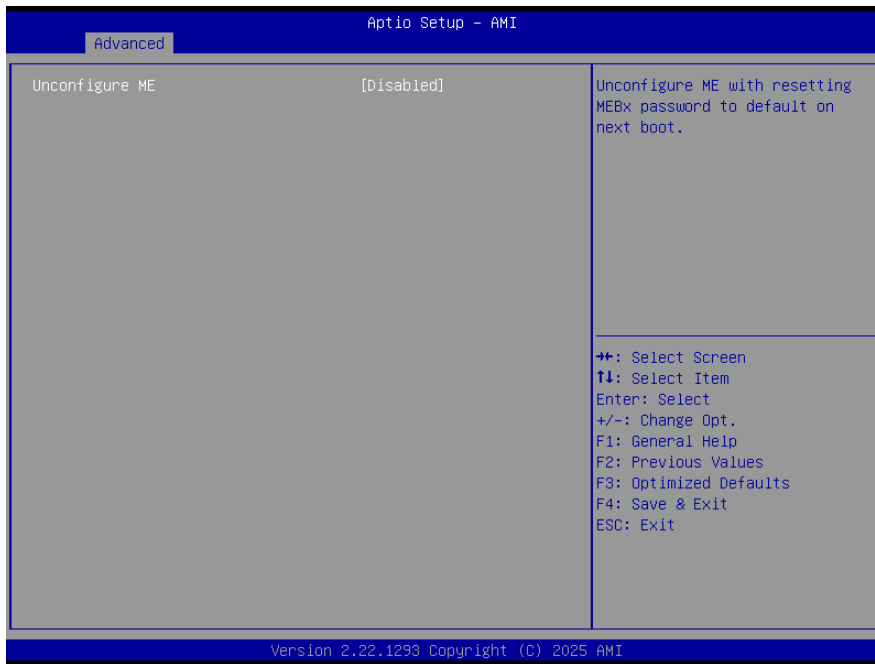 Aptio Setup - AMI
Advanced
Unconfigure ME [Disabled]
Unconfigure ME with resetting
MEBx password to default on
next boot.
→←: Select Screen
↑↓: Select Item
Enter: Select
+/-: Change Opt.
F1: General Help
F2: Previous Values
F3: Optimized Defaults
F4: Save & Exit
ESC: Exit
Version 2.22.1293 Copyright (C) 2025 AMI